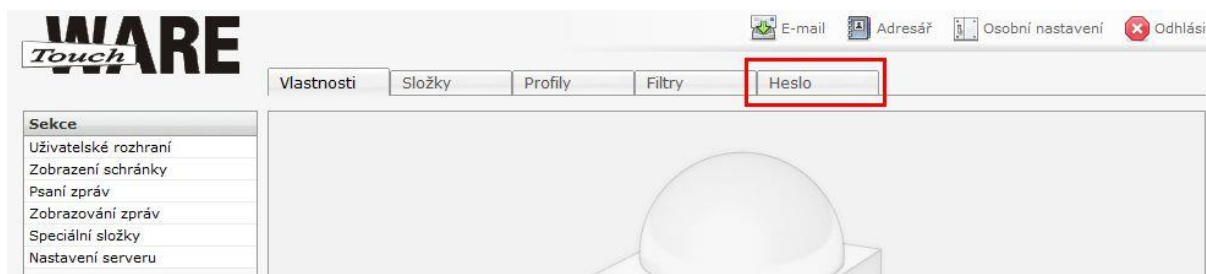 WARE
Touch
E-mail Adresář Osobní nastavení Odhlási
Vlastnosti Složky Profily Filtry Heslo
Sekce
Uživatelské rozhraní
Zobrazení schránky
Psaní zpráv
Zobrazování zpráv
Speciální složky
Nastavení serveru